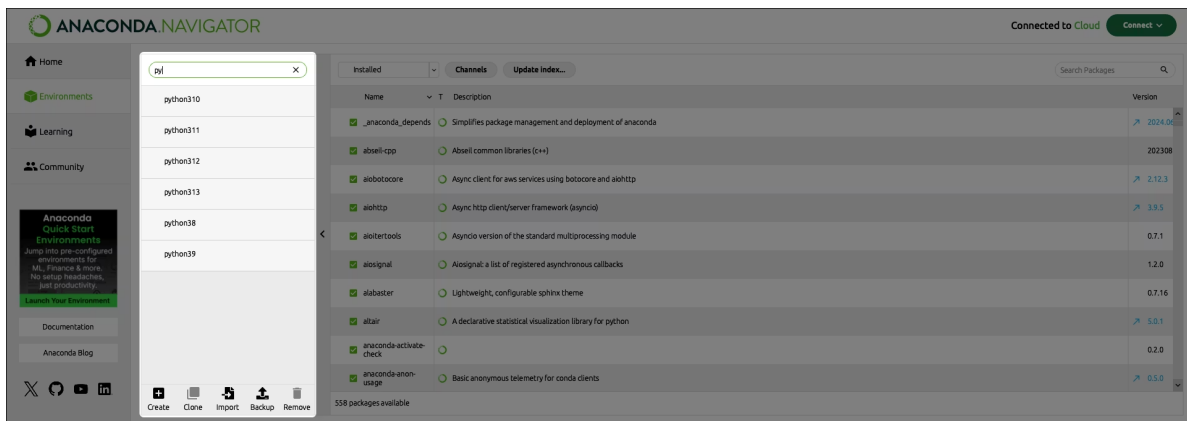 ANACONDA.NAVIGATOR
Connected to Cloud
Connect
Home
Environments
Learning
Community
Anaconda
Quick Start
Environments
Jump into pre-configured
environments for
ML, Finance & more.
No setup headaches,
just productivity.
Launch Your Environment
Documentation
Anaconda Blog
py
python310
python311
python312
python313
python38
python39
Create Clone Import Backup Remove
Installed Channels Update index... Search Packages
Name T Description Version
_anaconda_depends Simplifies package management and deployment of anaconda 2024.06
abseil-cpp Abseil common libraries (c++) 202308
aiobotocore Async client for aws services using botocore and aiohttp 2.12.3
aiohttp Async http client/server framework (asyncio) 3.9.5
aioitertools Asyncio version of the standard multiprocessing module 0.7.1
aiosignal Aiosignal: a list of registered asynchronous callbacks 1.2.0
alabaster Lightweight, configurable sphinx theme 0.7.16
altair A declarative statistical visualization library for python 5.0.1
anaconda-activate-
check 0.2.0
anaconda-anon-
usage Basic anonymous telemetry for conda clients 0.5.0
558 packages available